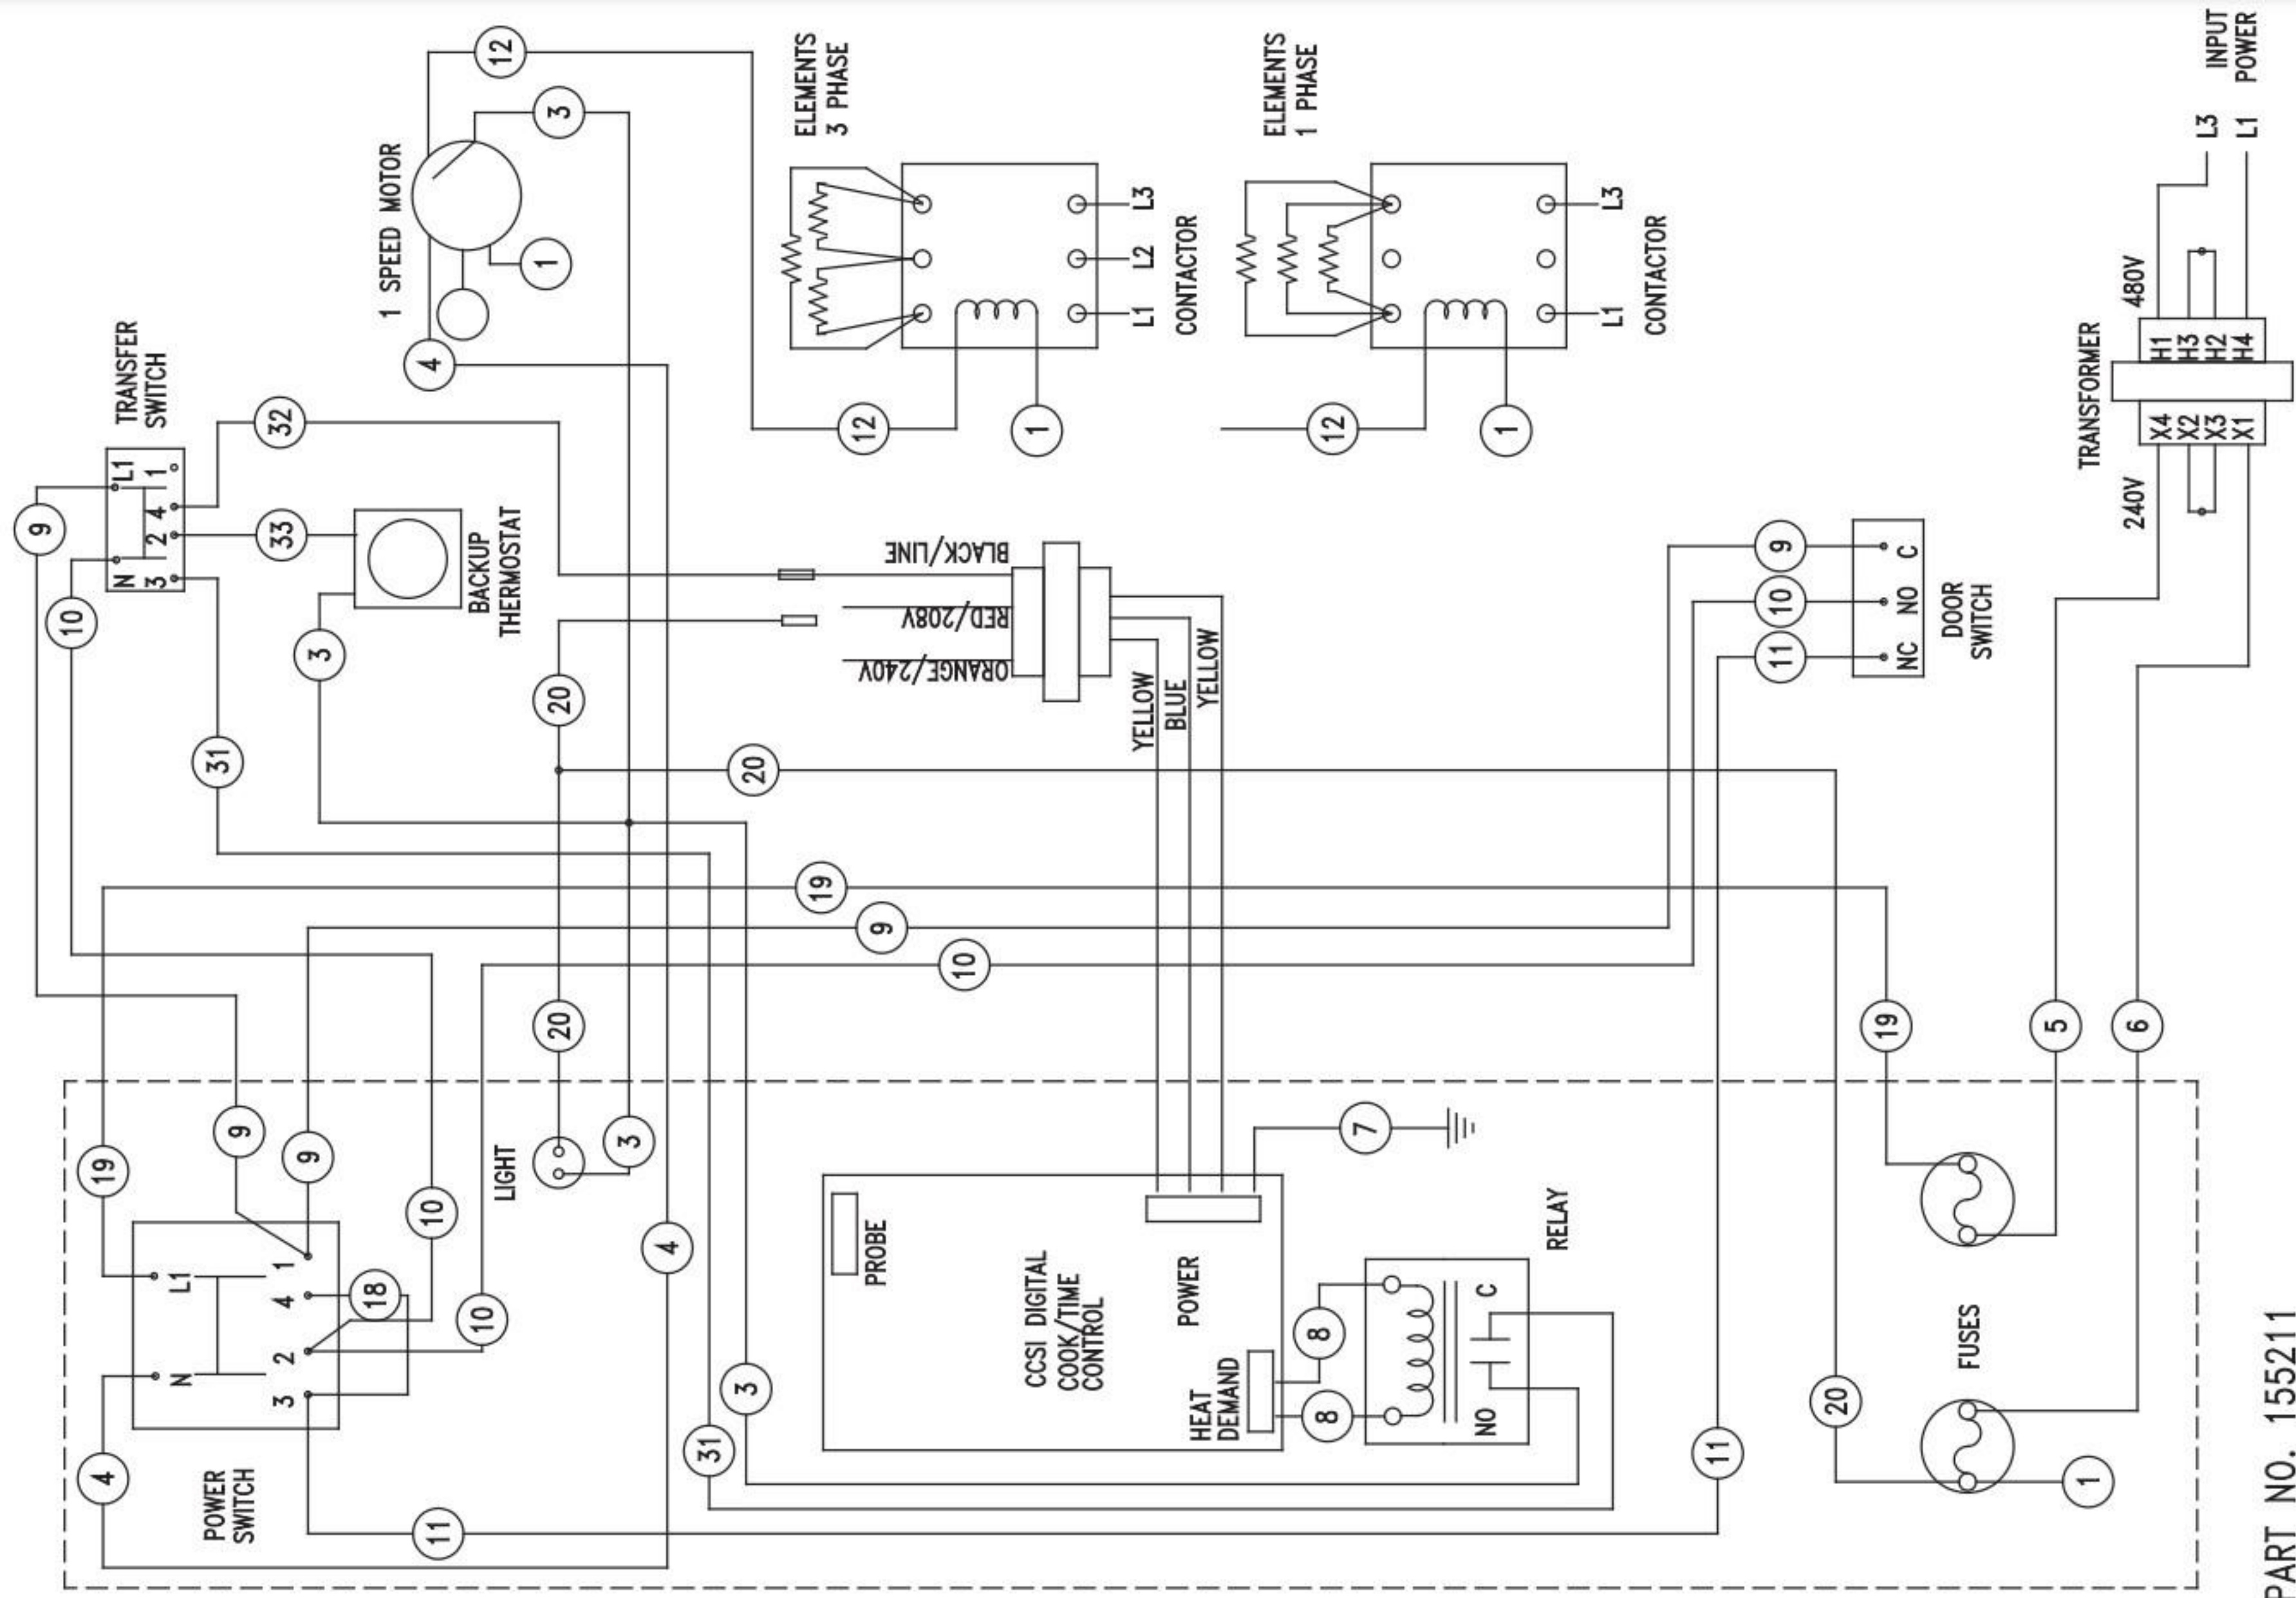 TRANSFER
SWITCH
L1
1
4
2
N
3
9
10
32
33
31
3
BACKUP
THERMOSTAT
1 SPEED MOTOR
12
3
1
4
ELEMENTS
3 PHASE
L3
L2
L1
CONTACTOR
12
1
ELEMENTS
1 PHASE
L3
L1
CONTACTOR
12
1
INPUT
POWER
L3
L1
480V
TRANSFORMER
H1
H3
H2
H4
X4
X2
X3
X1
240V
BLACK/LINE
RED/208V
ORANGE/240V
YELLOW
BLUE
YELLOW
20
20
9
10
11
C
NO
NC
DOOR
SWITCH
19
9
10
20
19
5
6
19
9
9
10
10
LIGHT
3
4
L1
N
1
4
2
3
18
4
POWER
SWITCH
11
31
3
PROBE
CCSI DIGITAL
COOK/TIME
CONTROL
POWER
HEAT
DEMAND
7
8
8
RELAY
C
NO
11
20
FUSES
1
PART NO. 155211